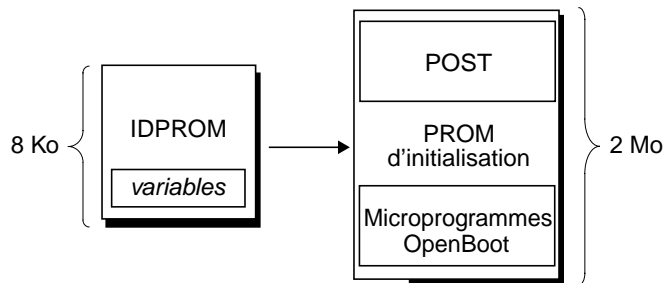 8 Ko
IDPROM
variables
POST
PROM
d'initialisation
Microprogrammes
OpenBoot
2 Mo